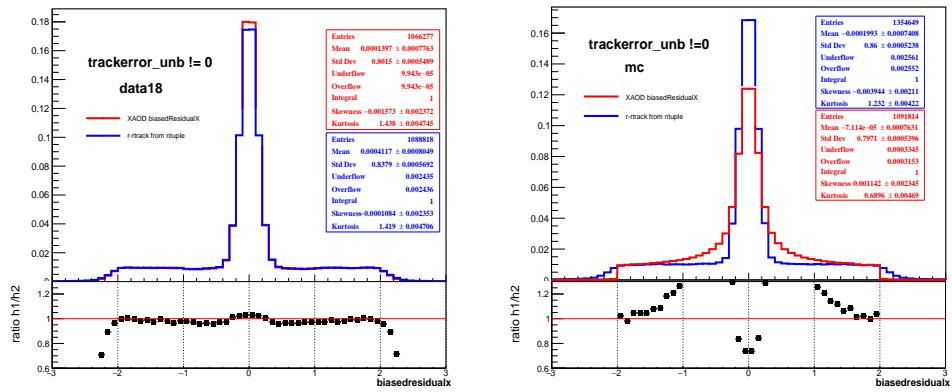 0.18
0.16
0.14
0.12
0.1
0.08
0.06
0.04
0.02
0
trackerror_unb != 0
data18
XAOD biasedResidualX
r-rtrack from ntuple
Entries 1066277
Mean 0.0001397 ± 0.0007763
Std Dev 0.8015 ± 0.0005489
Underflow 9.943e-05
Overflow 9.943e-05
Integral 1
Skewness -0.001573 ± 0.002372
Kurtosis 1.438 ± 0.004745
Entries 1088818
Mean 0.0004117 ± 0.0008049
Std Dev 0.8379 ± 0.0005692
Underflow 0.002435
Overflow 0.002436
Integral 1
Skewness -0.0001084 ± 0.002353
Kurtosis 1.419 ± 0.004706
ratio h1/h2
1.2
1
0.8
0.6
−3 −2 −1 0 1 2 3
biasedresidualx
0.16
0.14
0.12
0.1
0.08
0.06
0.04
0.02
0
trackerror_unb !=0
mc
XAOD biasedResidualX
r-rtrack from ntuple
Entries 1354649
Mean −0.0001993 ± 0.0007408
Std Dev 0.86 ± 0.0005238
Underflow 0.002561
Overflow 0.002552
Integral 1
Skewness −0.003944 ± 0.00211
Kurtosis 1.232 ± 0.00422
Entries 1091814
Mean −7.114e-05 ± 0.0007631
Std Dev 0.7971 ± 0.0005396
Underflow 0.0003345
Overflow 0.0003153
Integral 1
Skewness -0.001142 ± 0.002345
Kurtosis 0.6896 ± 0.00469
ratio h1/h2
1.2
1
0.8
0.6
−3 −2 −1 0 1 2 3
biasedresidualx